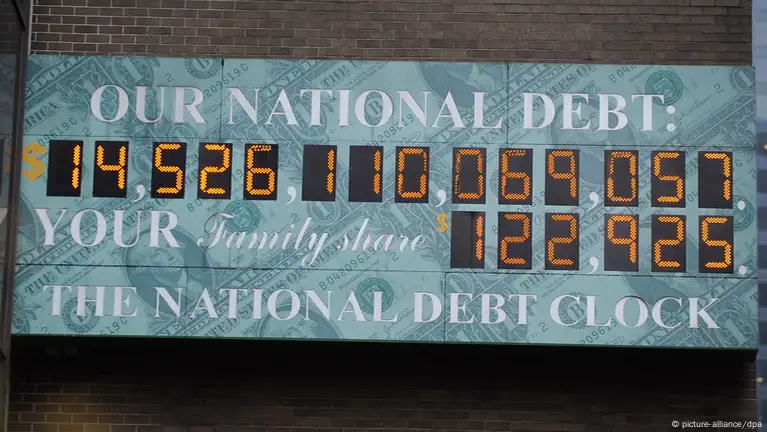 OUR NATIONAL DEBT:
$14,526,110,069,057.
YOUR Family share $122,925.
THE NATIONAL DEBT CLOCK
© picture-alliance/dpa